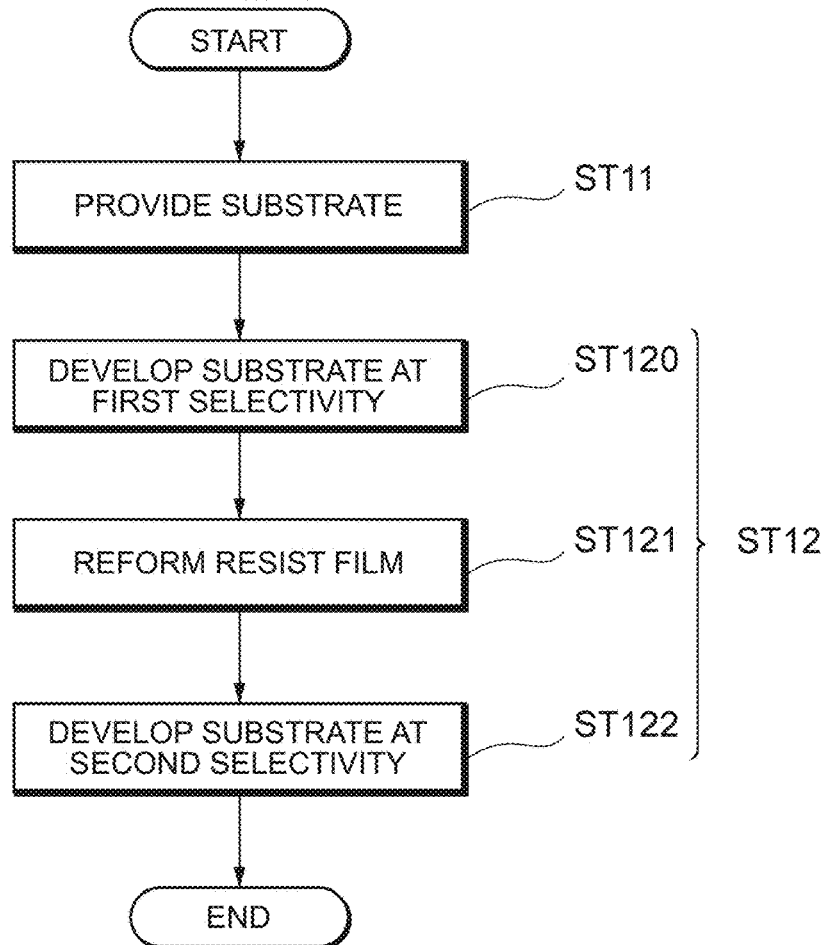 START
PROVIDE SUBSTRATE
ST11
DEVELOP SUBSTRATE AT
FIRST SELECTIVITY
ST120
REFORM RESIST FILM
ST121
ST12
DEVELOP SUBSTRATE AT
SECOND SELECTIVITY
ST122
END